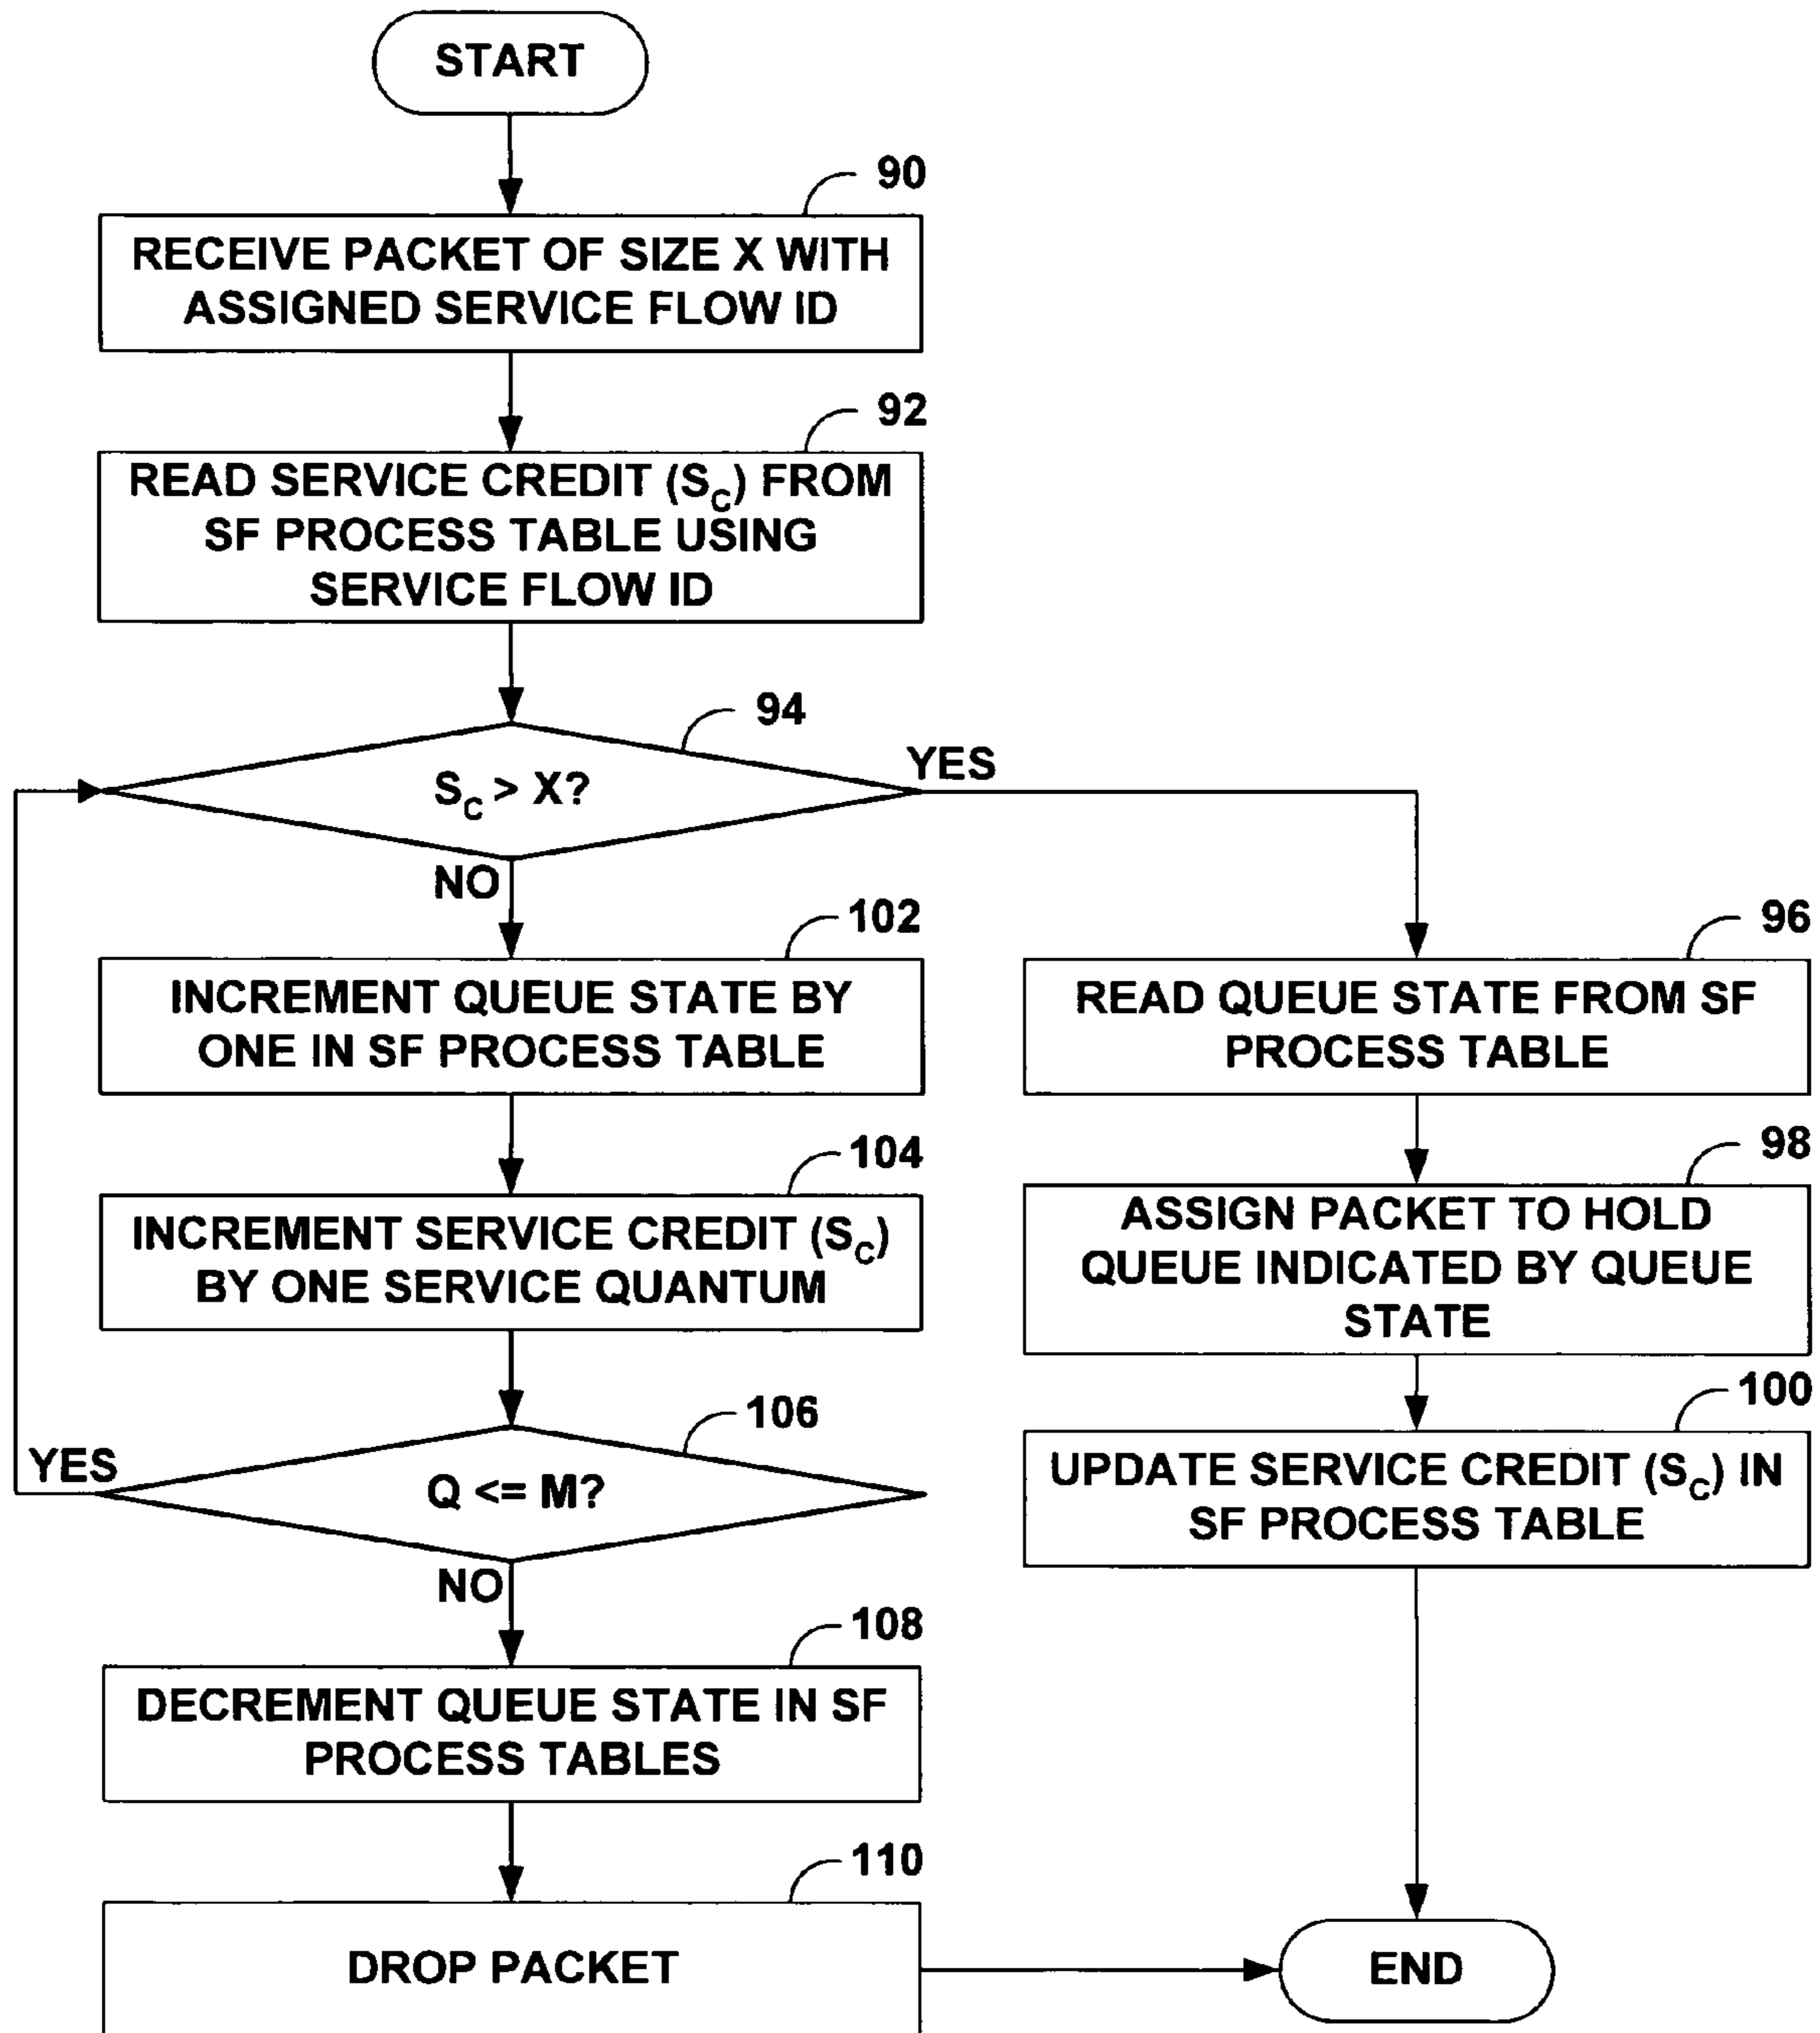 START
90
RECEIVE PACKET OF SIZE X WITH
ASSIGNED SERVICE FLOW ID
92
READ SERVICE CREDIT (SC) FROM
SF PROCESS TABLE USING
SERVICE FLOW ID
94
SC > X?
YES
NO
102
INCREMENT QUEUE STATE BY
ONE IN SF PROCESS TABLE
104
INCREMENT SERVICE CREDIT (SC)
BY ONE SERVICE QUANTUM
106
Q <= M?
YES
NO
108
DECREMENT QUEUE STATE IN SF
PROCESS TABLES
110
DROP PACKET
96
READ QUEUE STATE FROM SF
PROCESS TABLE
98
ASSIGN PACKET TO HOLD
QUEUE INDICATED BY QUEUE
STATE
100
UPDATE SERVICE CREDIT (SC) IN
SF PROCESS TABLE
END